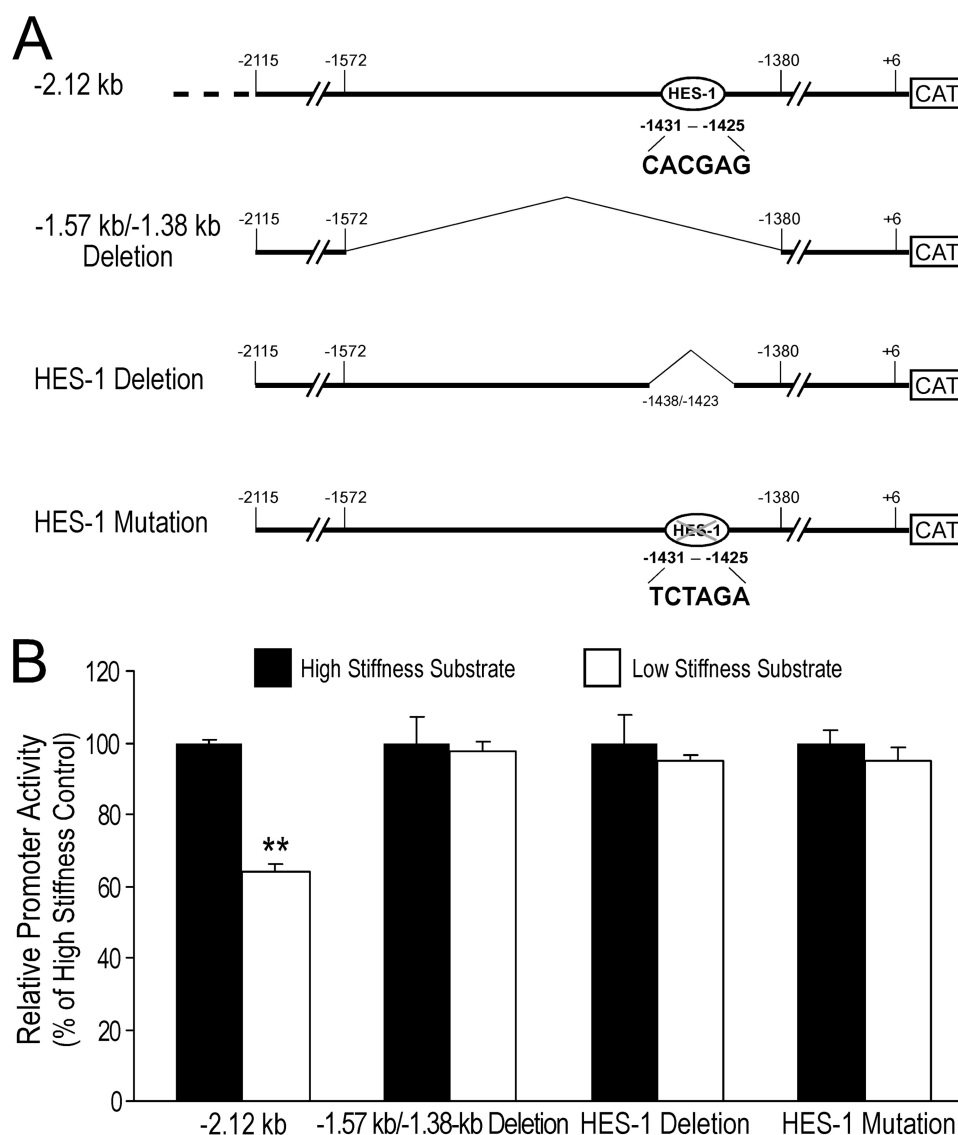 A
-2.12 kb
-2115 -1572 -1380 +6
HES-1
CAT
-1431 – -1425
CACGAG
-1.57 kb/-1.38 kb
Deletion
-2115 -1572 -1380 +6
CAT
HES-1 Deletion
-2115 -1572 -1380 +6
CAT
-1438/-1423
HES-1 Mutation
-2115 -1572 -1380 +6
HES-1
CAT
-1431 – -1425
TCTAGA
B
High Stiffness Substrate
Low Stiffness Substrate
Relative Promoter Activity
(% of High Stiffness Control)
120
100
80
60
40
20
0
**
-2.12 kb
-1.57 kb/-1.38-kb Deletion
HES-1 Deletion
HES-1 Mutation